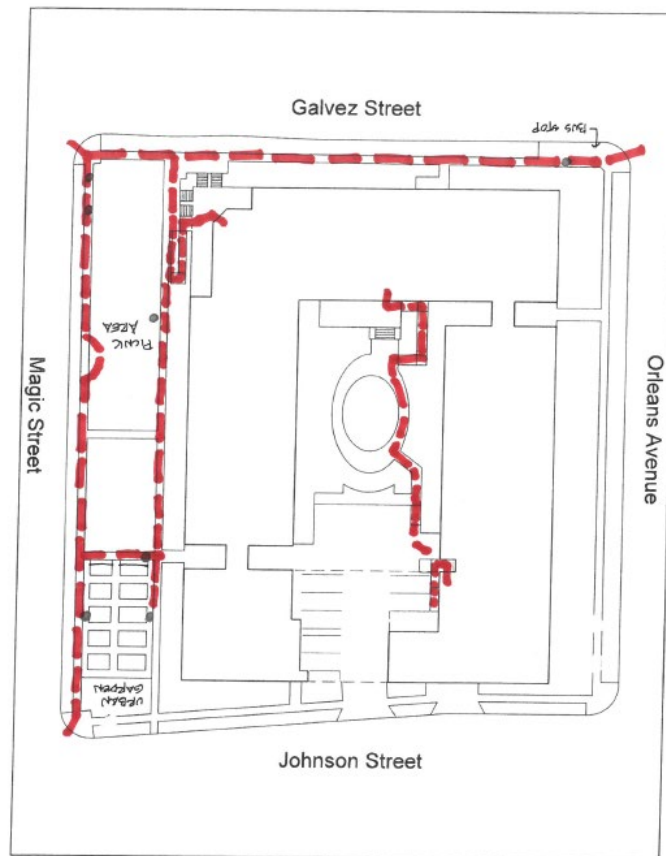 Galvez Street
BUS STOP
PICNIC
AREA
Magic Street
Orleans Avenue
URBAN
GARDEN
Johnson Street